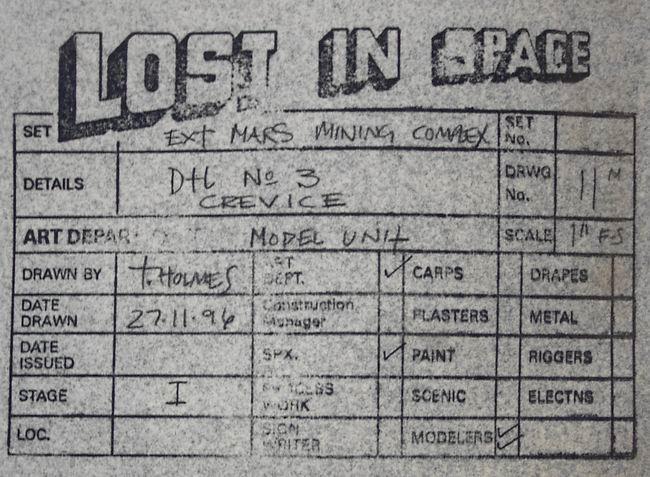 LOST IN SPACE
SET EXT MARS MINING COMPLEX SET No.
DETAILS Dtl No 3 CREVICE DRWG No. 11 M
ART DEPAR MODEL UNIT SCALE 1" F-S
DRAWN BY T. HOLMES ART DEPT. CARPS DRAPES
DATE DRAWN 27.11.96 Construction Manager PLASTERS METAL
DATE ISSUED SPX. PAINT RIGGERS
STAGE I PROCESS WORK SCENIC ELECTNS
LOC. SIGN WRITER MODELERS